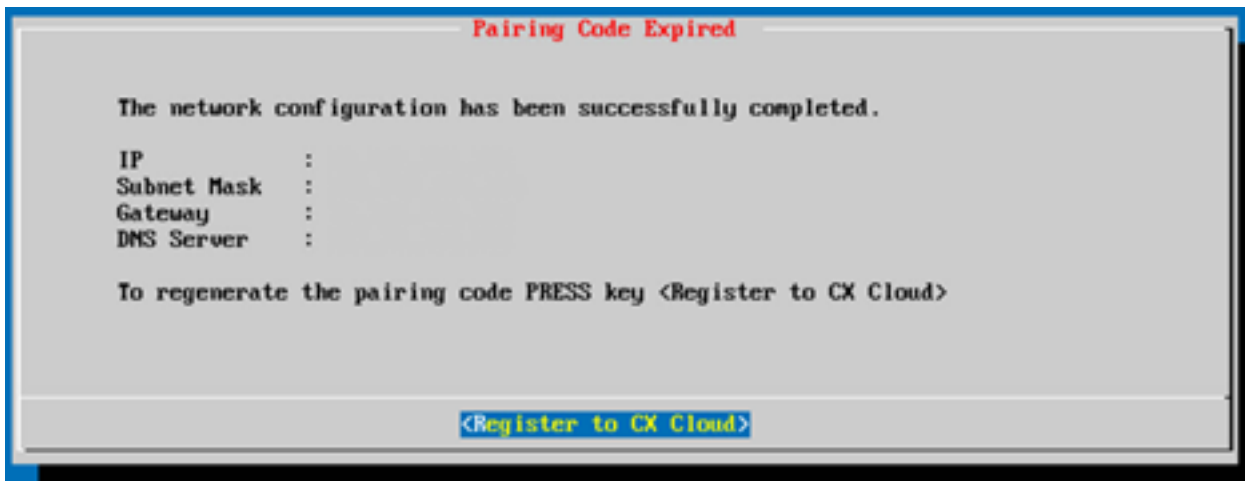 Pairing Code Expired
The network configuration has been successfully completed.
IP :
Subnet Mask :
Gateway :
DNS Server :
To regenerate the pairing code PRESS key <Register to CX Cloud>
<Register to CX Cloud>